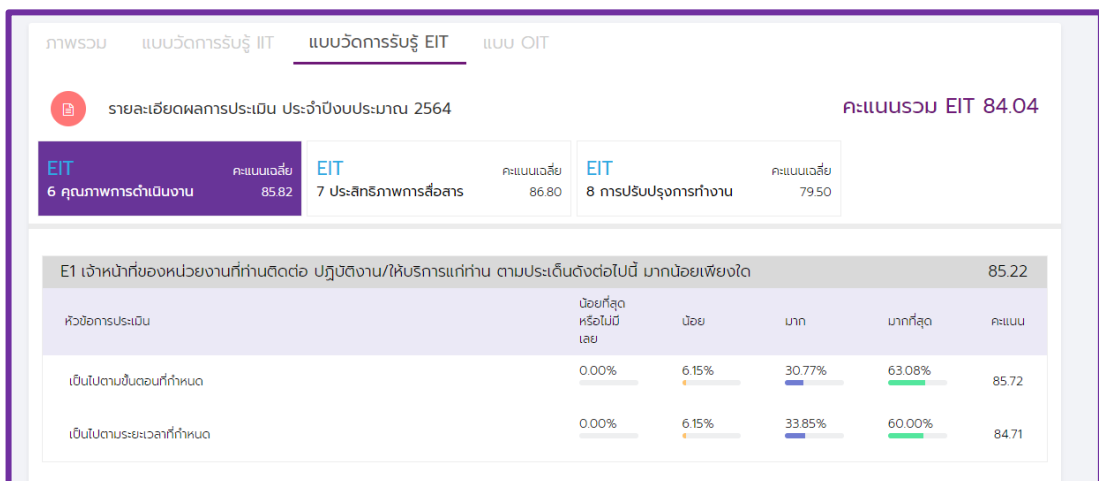 ภาพรวม แบบวัดการรับรู้ IIT แบบวัดการรับรู้ EIT แบบ OIT
รายละเอียดผลการประเมิน ประจำปีงบประมาณ 2564 คะแนนรวม EIT 84.04
EIT คะแนนเฉลี่ย
6 คุณภาพการดำเนินงาน 85.82
EIT คะแนนเฉลี่ย
7 ประสิทธิภาพการสื่อสาร 86.80
EIT คะแนนเฉลี่ย
8 การปรับปรุงการทำงาน 79.50
E1 เจ้าหน้าที่ของหน่วยงานที่ท่านติดต่อ ปฏิบัติงาน/ให้บริการแก่ท่าน ตามประเด็นดังต่อไปนี้ มากน้อยเพียงใด 85.22
หัวข้อการประเมิน
น้อยที่สุด
หรือไม่มี
เลย
น้อย มาก มากที่สุด คะแนน
เป็นไปตามขั้นตอนที่กำหนด 0.00% 6.15% 30.77% 63.08% 85.72
เป็นไปตามระยะเวลาที่กำหนด 0.00% 6.15% 33.85% 60.00% 84.71